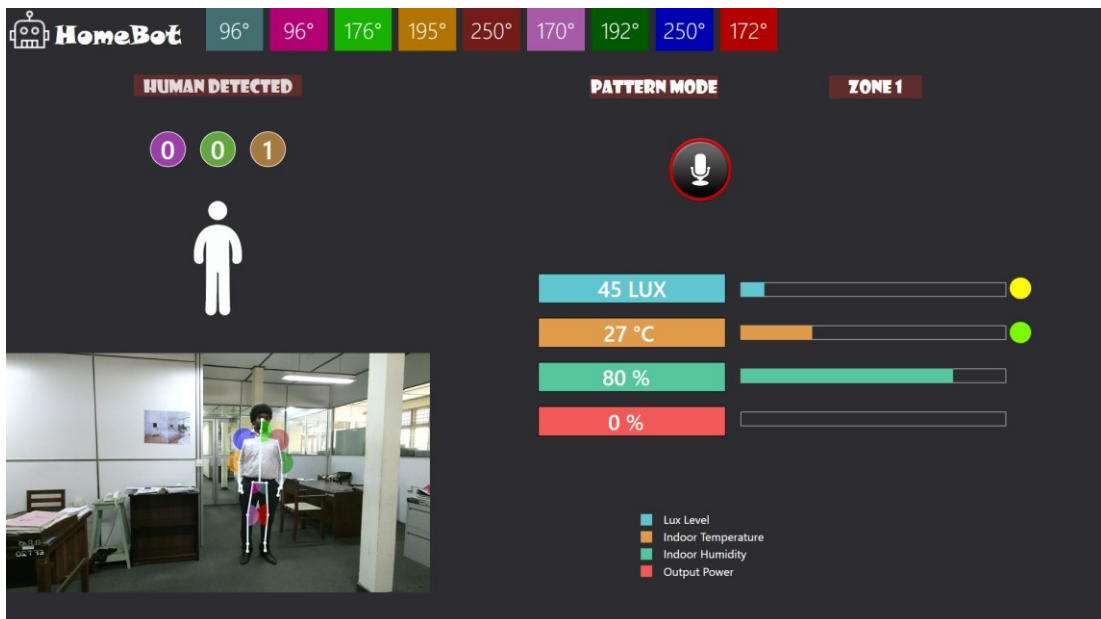 HomeBot 96° 96° 176° 195° 250° 170° 192° 250° 172°
HUMAN DETECTED
PATTERN MODE
ZONE 1
0 0 1
45 LUX
27 °C
80 %
0 %
Lux Level
Indoor Temperature
Indoor Humidity
Output Power